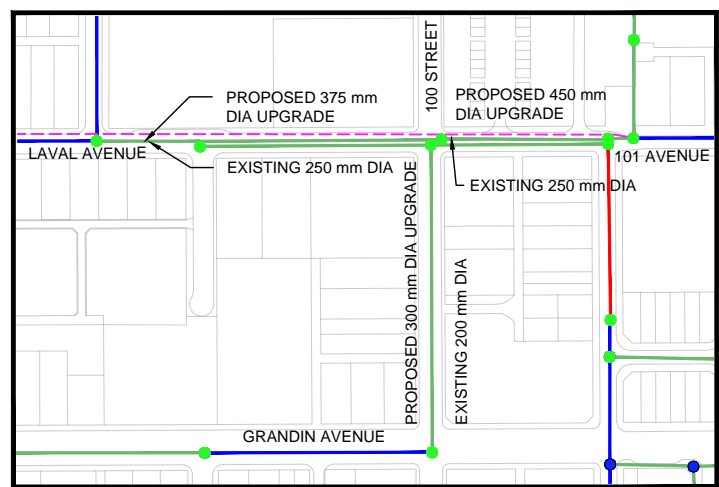 100 STREET
PROPOSED 375 mm
DIA UPGRADE
PROPOSED 450 mm
DIA UPGRADE
LAVAL AVENUE
EXISTING 250 mm DIA
101 AVENUE
EXISTING 250 mm DIA
PROPOSED 300 mm DIA UPGRADE
EXISTING 200 mm DIA
GRANDIN AVENUE